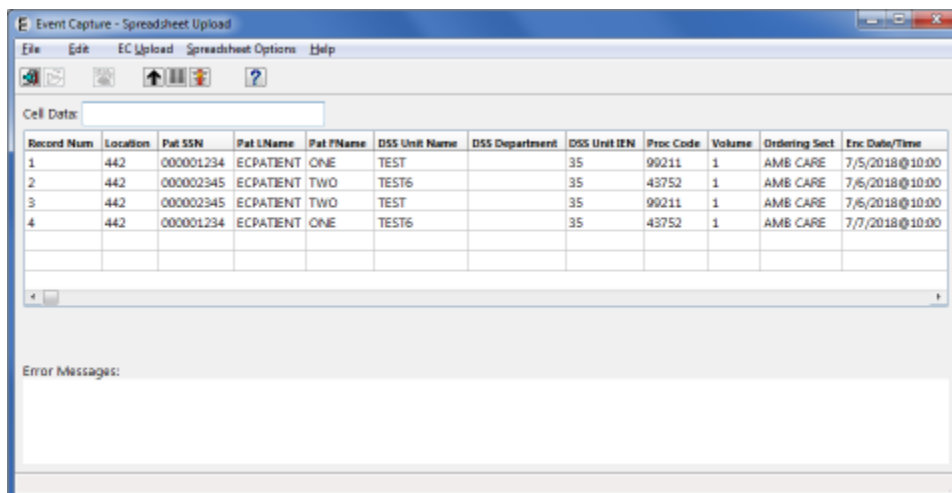 Event Capture - Spreadsheet Upload
File Edit EC Upload Spreadsheet Options Help
Cell Data:
Record Num Location Pat SSN Pat LName Pat FName DSS Unit Name DSS Department DSS Unit IEN Proc Code Volume Ordering Sect Enc Date/Time
1 442 000001234 ECPATIENT ONE TEST 35 99211 1 AMB CARE 7/5/2018@10:00
2 442 000002345 ECPATIENT TWO TEST6 35 43752 1 AMB CARE 7/6/2018@10:00
3 442 000002345 ECPATIENT TWO TEST 35 99211 1 AMB CARE 7/6/2018@10:00
4 442 000001234 ECPATIENT ONE TEST6 35 43752 1 AMB CARE 7/7/2018@10:00
Error Messages: